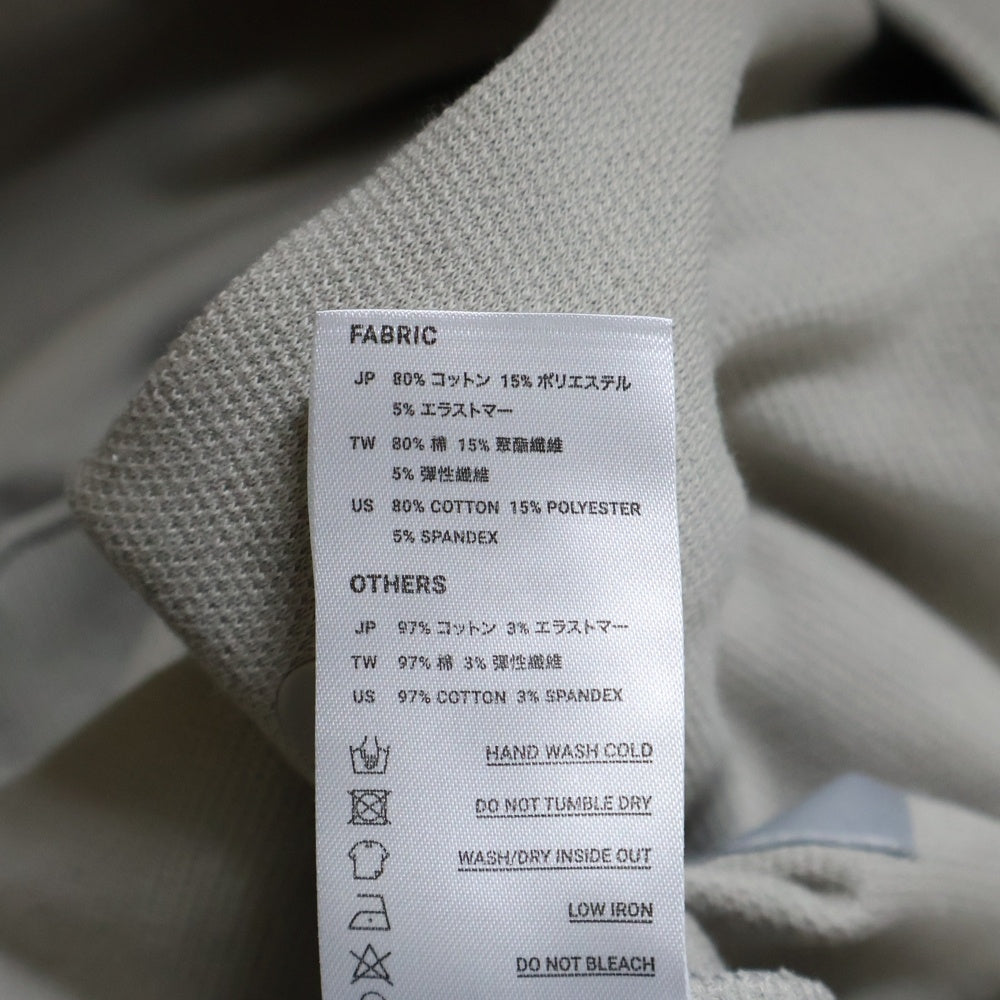 FABRIC
JP 80% コットン 15% ポリエステル
5% エラストマー
TW 80% 棉 15% 聚酯纖維
5% 彈性纖維
US 80% COTTON 15% POLYESTER
5% SPANDEX
OTHERS
JP 97% コットン 3% エラストマー
TW 97% 棉 3% 彈性纖維
US 97% COTTON 3% SPANDEX
HAND WASH COLD
DO NOT TUMBLE DRY
WASH/DRY INSIDE OUT
LOW IRON
DO NOT BLEACH